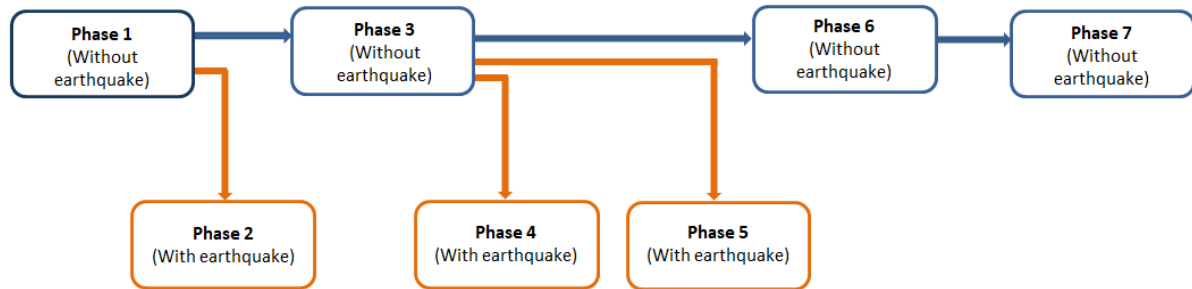 Phase 1
(Without
earthquake)
Phase 3
(Without
earthquake)
Phase 6
(Without
earthquake)
Phase 7
(Without
earthquake)
Phase 2
(With earthquake)
Phase 4
(With earthquake)
Phase 5
(With earthquake)